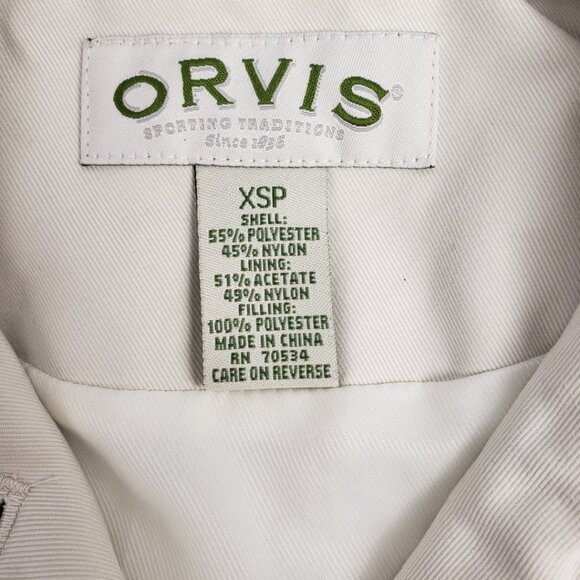 ORVIS®
SPORTING TRADITIONS
Since 1856
XSP
SHELL:
55% POLYESTER
45% NYLON
LINING:
51% ACETATE
49% NYLON
FILLING:
100% POLYESTER
MADE IN CHINA
RN 70534
CARE ON REVERSE